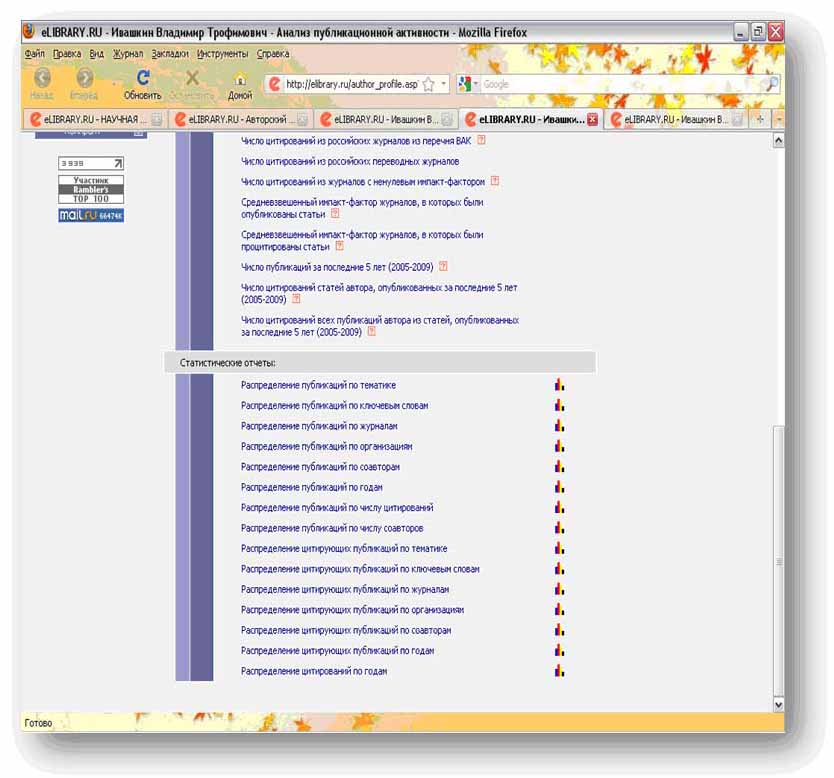 eLIBRARY.RU - Ивашкин Владимир Трофимович - Анализ публикационной активности - Mozilla Firefox
Файл Правка Вид Журнал Закладки Инструменты Справка
Назад Вперёд Обновить Остановить Домой http://elibrary.ru/author_profile.asp Google
eLIBRARY.RU - НАУЧНАЯ ... eLIBRARY.RU - Авторский ... eLIBRARY.RU - Ивашкин В... eLIBRARY.RU - Ивашки... eLIBRARY.RU - Ивашкин В...
3 939
Участник
Rambler's
TOP 100
mail.ru 66474K
Число цитирований из российских журналов из перечня ВАК ?
Число цитирований из российских переводных журналов
Число цитирований из журналов с ненулевым импакт-фактором ?
Средневзвешенный импакт-фактор журналов, в которых были
опубликованы статьи ?
Средневзвешенный импакт-фактор журналов, в которых были
процитированы статьи ?
Число публикаций за последние 5 лет (2005-2009) ?
Число цитирований статей автора, опубликованных за последние 5 лет
(2005-2009) ?
Число цитирований всех публикаций автора из статей, опубликованных
за последние 5 лет (2005-2009) ?
Статистические отчеты:
Распределение публикаций по тематике
Распределение публикаций по ключевым словам
Распределение публикаций по журналам
Распределение публикаций по организациям
Распределение публикаций по соавторам
Распределение публикаций по годам
Распределение публикаций по числу цитирований
Распределение публикаций по числу соавторов
Распределение цитирующих публикаций по тематике
Распределение цитирующих публикаций по ключевым словам
Распределение цитирующих публикаций по журналам
Распределение цитирующих публикаций по организациям
Распределение цитирующих публикаций по соавторам
Распределение цитирующих публикаций по годам
Распределение цитирований по годам
Готово